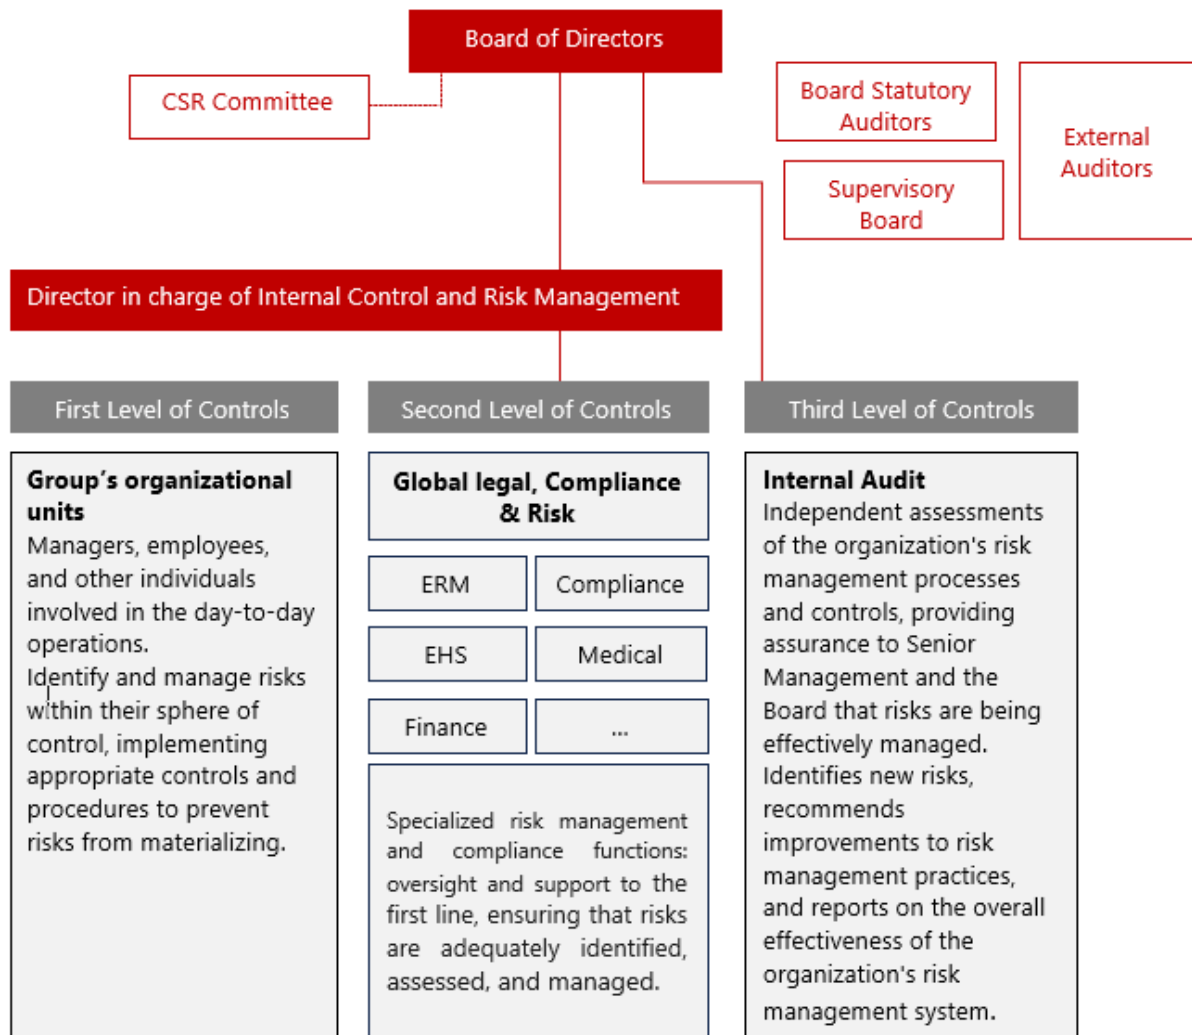 Board of Directors
CSR Committee
Board Statutory
Auditors
External
Auditors
Supervisory
Board
Director in charge of Internal Control and Risk Management
First Level of Controls
Second Level of Controls
Third Level of Controls
Group's organizational
units
Managers, employees,
and other individuals
involved in the day-to-day
operations.
Identify and manage risks
within their sphere of
control, implementing
appropriate controls and
procedures to prevent
risks from materializing.
Global legal, Compliance
& Risk
ERM
Compliance
EHS
Medical
Finance
...
Specialized risk management
and compliance functions:
oversight and support to the
first line, ensuring that risks
are adequately identified,
assessed, and managed.
Internal Audit
Independent assessments
of the organization's risk
management processes
and controls, providing
assurance to Senior
Management and the
Board that risks are being
effectively managed.
Identifies new risks,
recommends
improvements to risk
management practices,
and reports on the overall
effectiveness of the
organization's risk
management system.